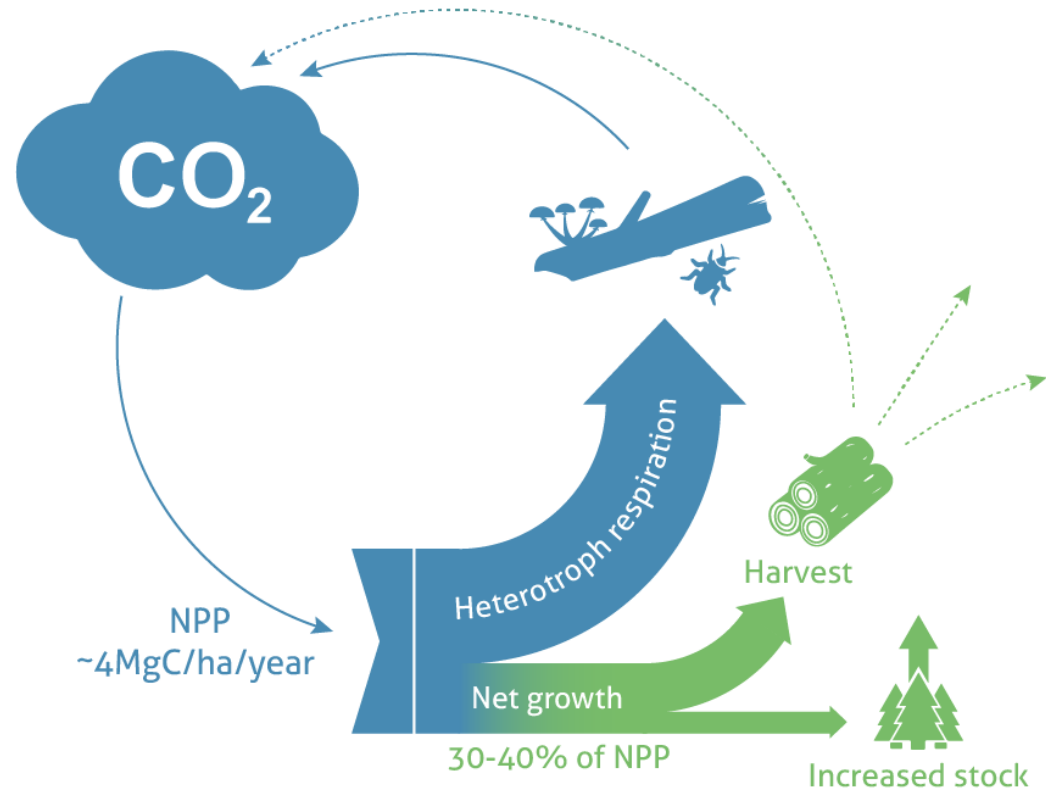 CO₂
Heterotroph respiration
Harvest
NPP
~4MgC/ha/year
Net growth
30-40% of NPP
Increased stock